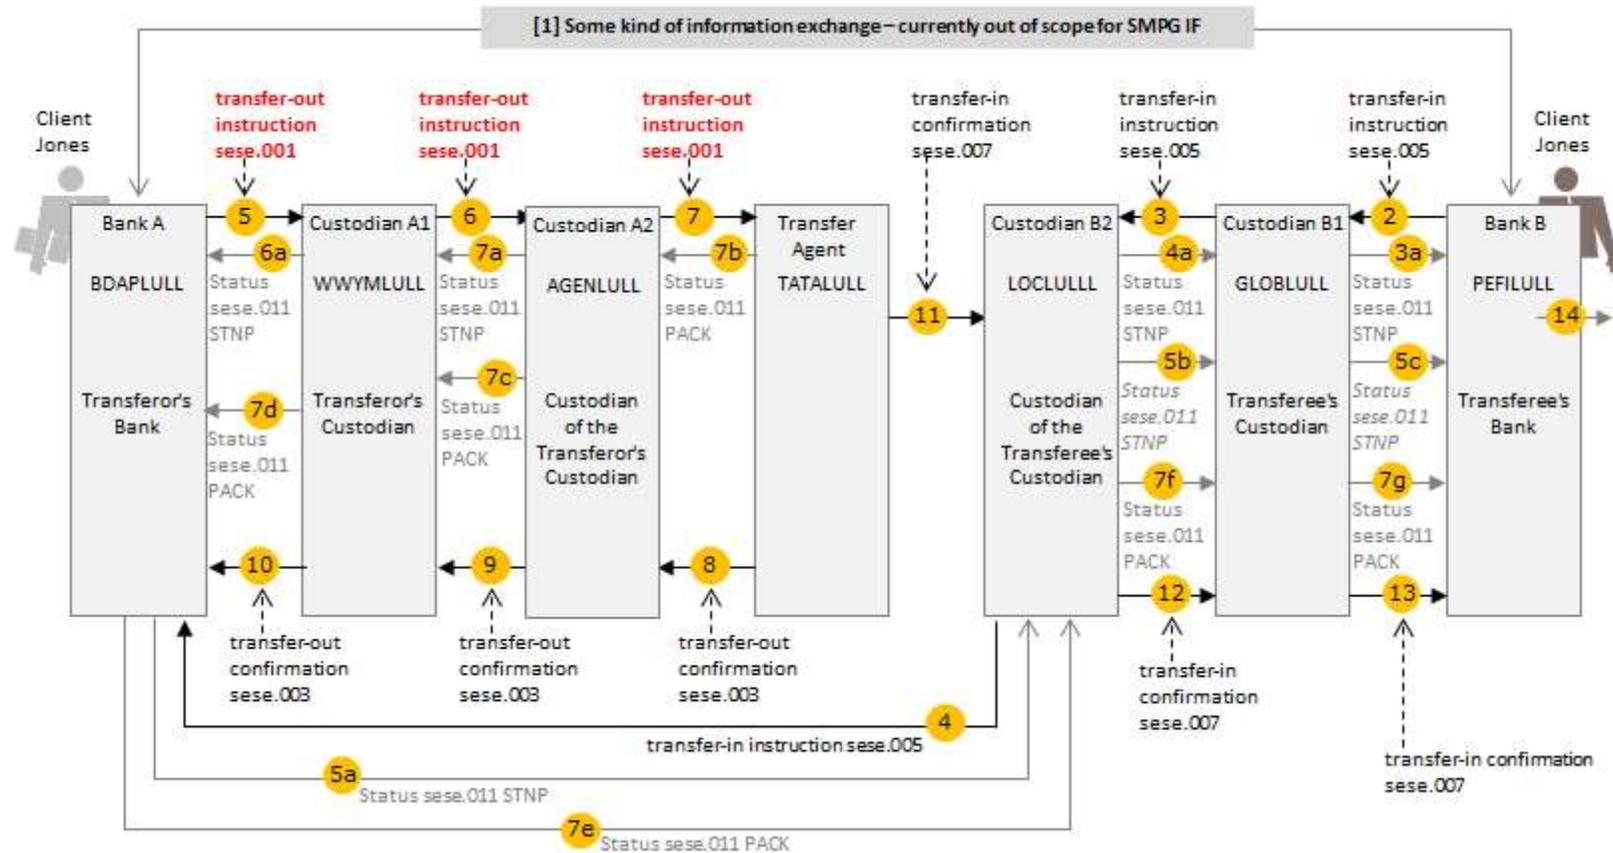 [1] Some kind of information exchange – currently out of scope for SMPG IF
Client
Jones
transfer-out
instruction
sese.001
transfer-out
instruction
sese.001
transfer-out
instruction
sese.001
transfer-in
confirmation
sese.007
transfer-in
instruction
sese.005
transfer-in
instruction
sese.005
Client
Jones
Bank A
BDAPLULL
Transferor's
Bank
5
6a
Status
sese.011
STNP
7d
Status
sese.011
PACK
10
transfer-out
confirmation
sese.003
Custodian A1
WWYMLULL
Transferor's
Custodian
6
7a
Status
sese.011
STNP
7c
Status
sese.011
PACK
9
transfer-out
confirmation
sese.003
Custodian A2
AGENLULL
Custodian
of the
Transferor's
Custodian
7
7b
Status
sese.011
PACK
8
transfer-out
confirmation
sese.003
Transfer
Agent
TATALULL
11
Custodian B2
LOCLULLL
Custodian
of the
Transferee's
Custodian
3
4a
Status
sese.011
STNP
5b
Status
sese.011
STNP
7f
Status
sese.011
PACK
12
transfer-in
confirmation
sese.007
Custodian B1
GLOBLULL
Transferee's
Custodian
2
3a
Status
sese.011
STNP
5c
Status
sese.011
STNP
7g
Status
sese.011
PACK
13
transfer-in confirmation
sese.007
Bank B
PEFILULL
14
Transferee's
Bank
4
transfer-in instruction sese.005
5a
Status sese.011 STNP
7e
Status sese.011 PACK